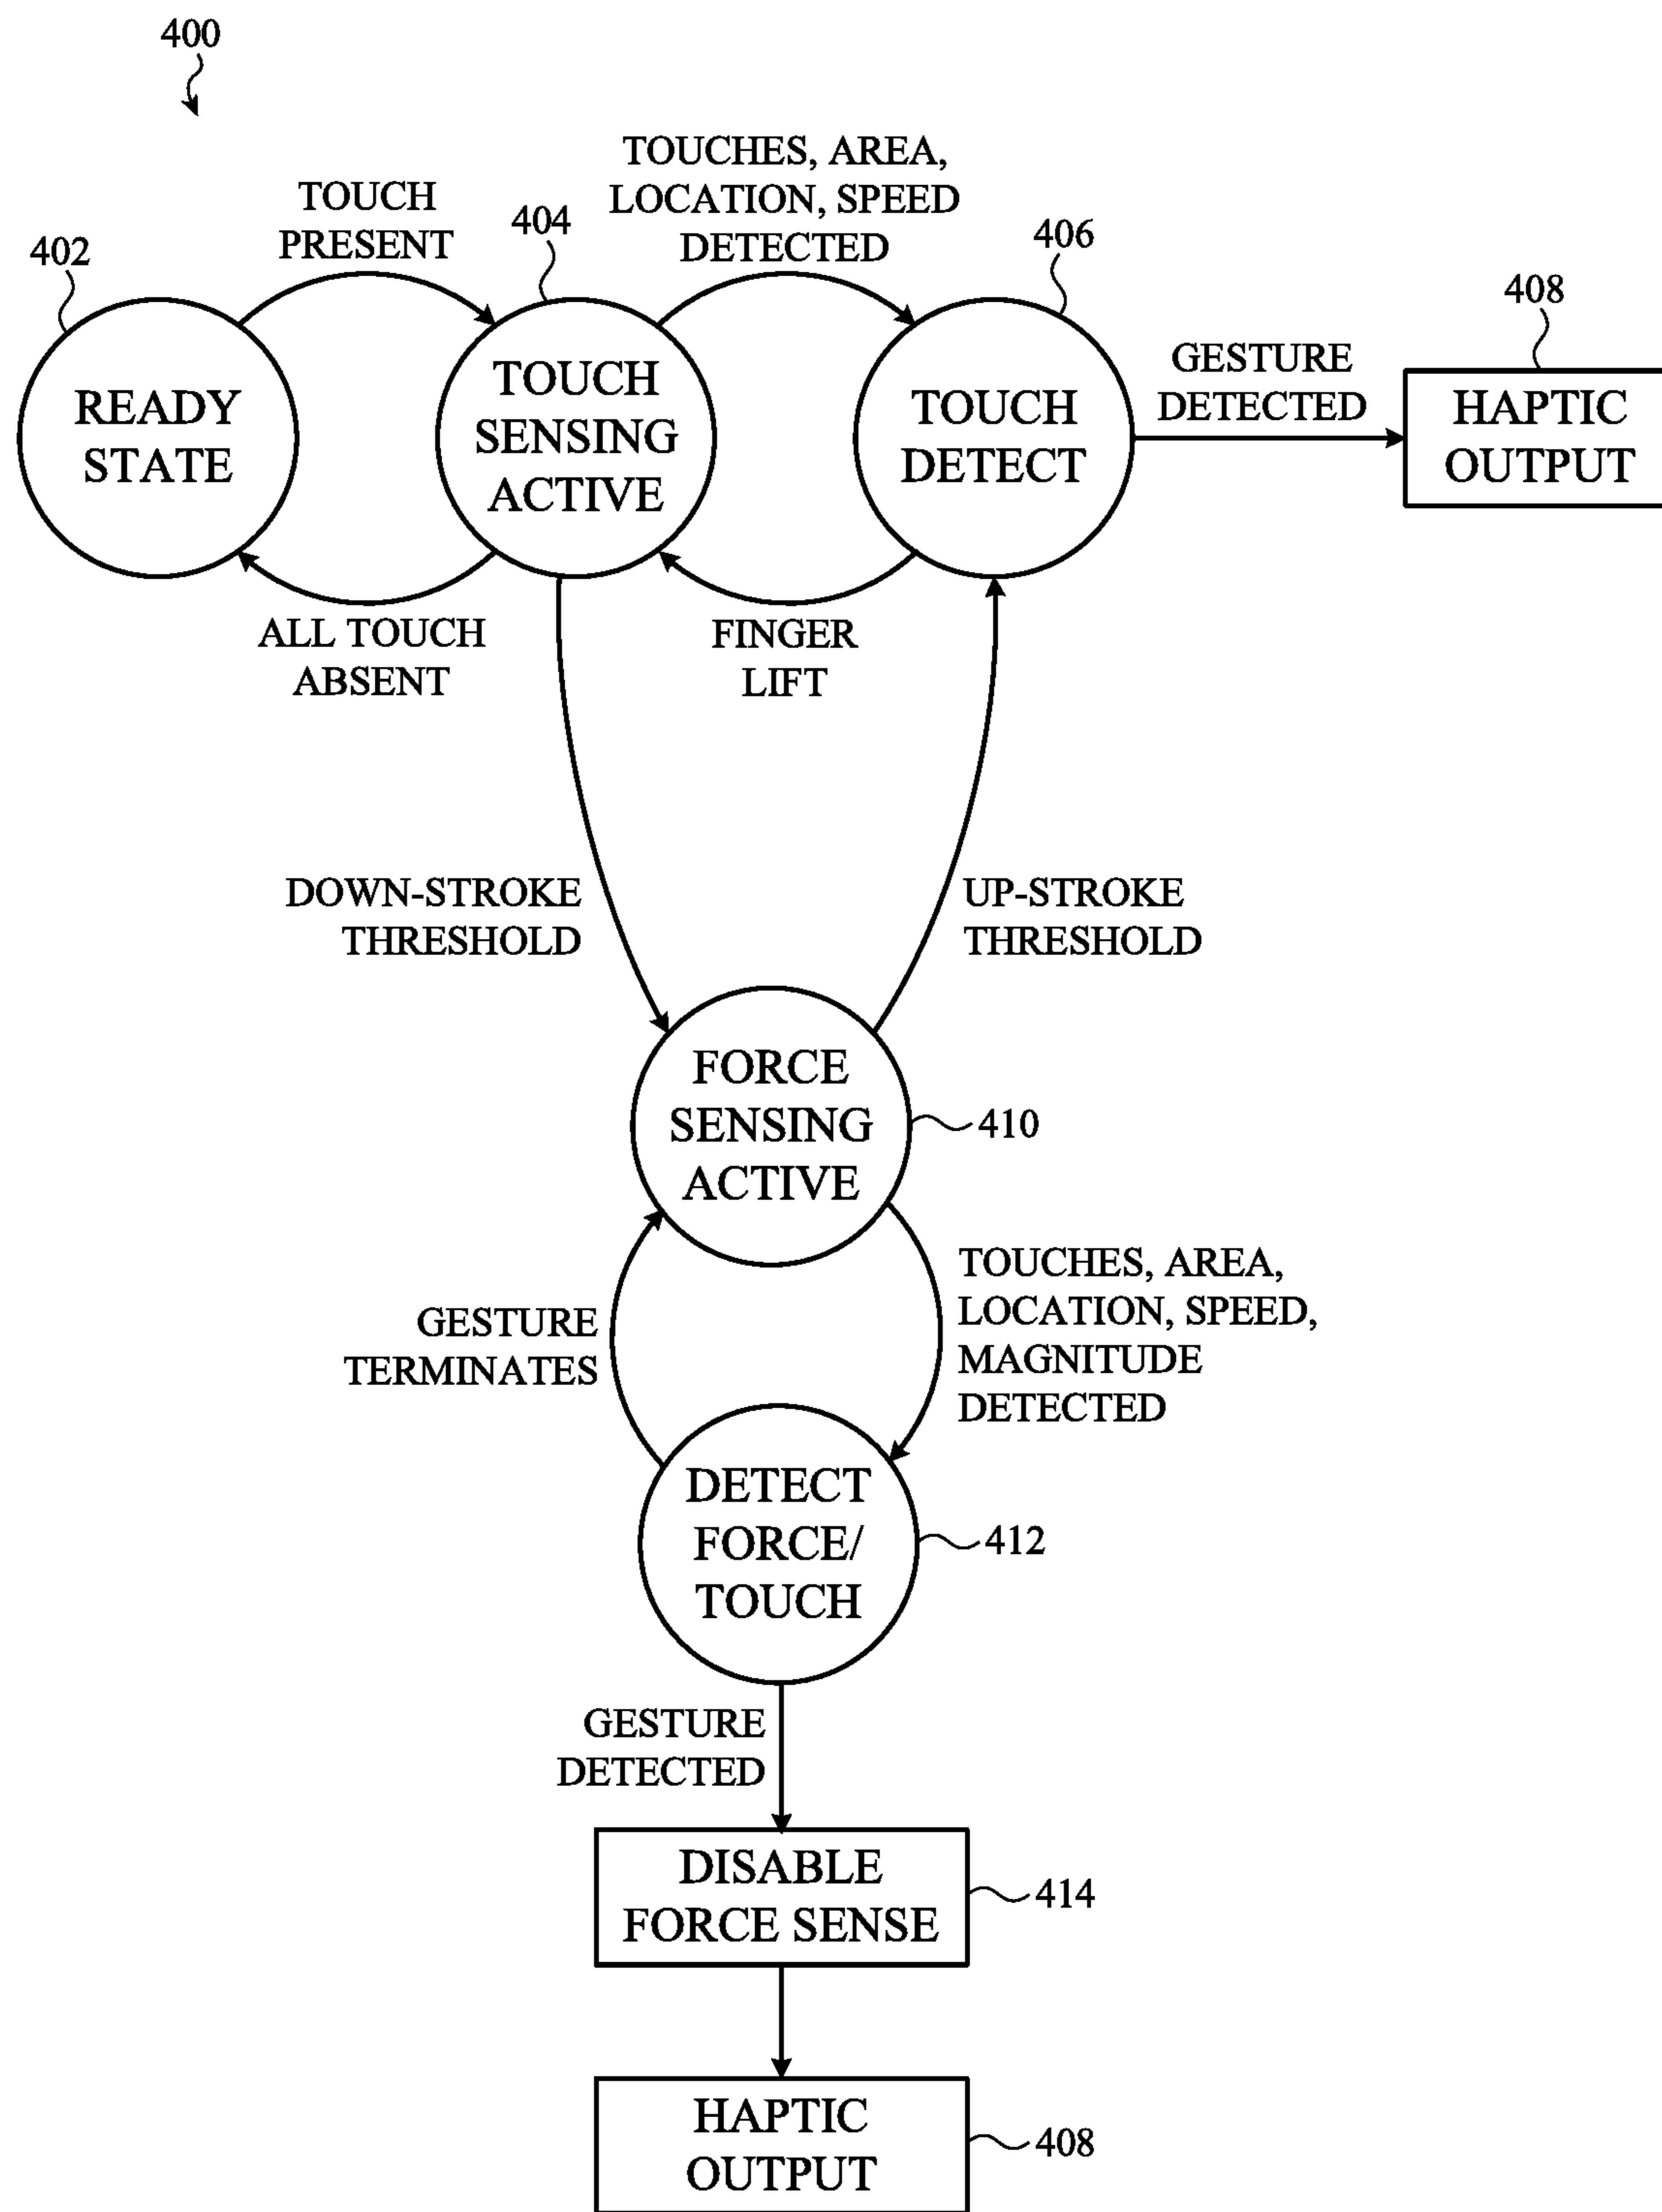 400
TOUCHES, AREA,
LOCATION, SPEED
DETECTED
TOUCH
PRESENT
402
404
406
408
READY
STATE
TOUCH
SENSING
ACTIVE
TOUCH
DETECT
GESTURE
DETECTED
HAPTIC
OUTPUT
ALL TOUCH
ABSENT
FINGER
LIFT
DOWN-STROKE
THRESHOLD
UP-STROKE
THRESHOLD
FORCE
SENSING
ACTIVE
410
GESTURE
TERMINATES
TOUCHES, AREA,
LOCATION, SPEED,
MAGNITUDE
DETECTED
DETECT
FORCE/
TOUCH
412
GESTURE
DETECTED
DISABLE
FORCE SENSE
414
HAPTIC
OUTPUT
408